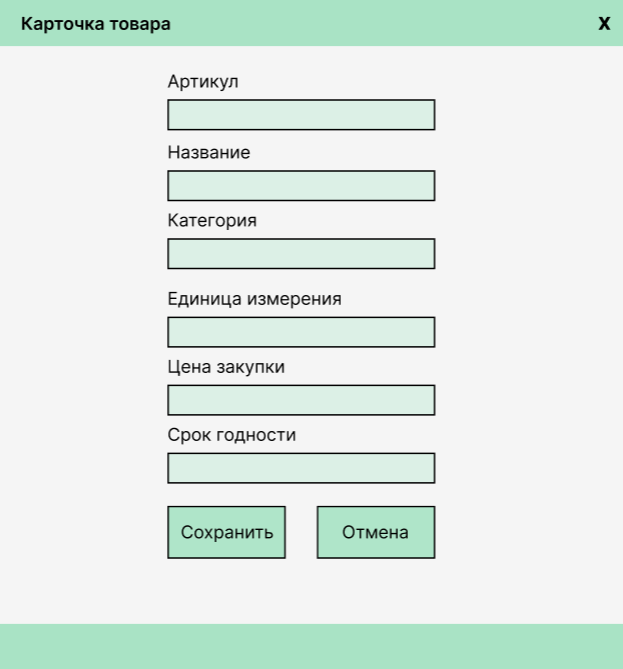 Карточка товара X
Артикул
Название
Категория
Единица измерения
Цена закупки
Срок годности
Сохранить Отмена